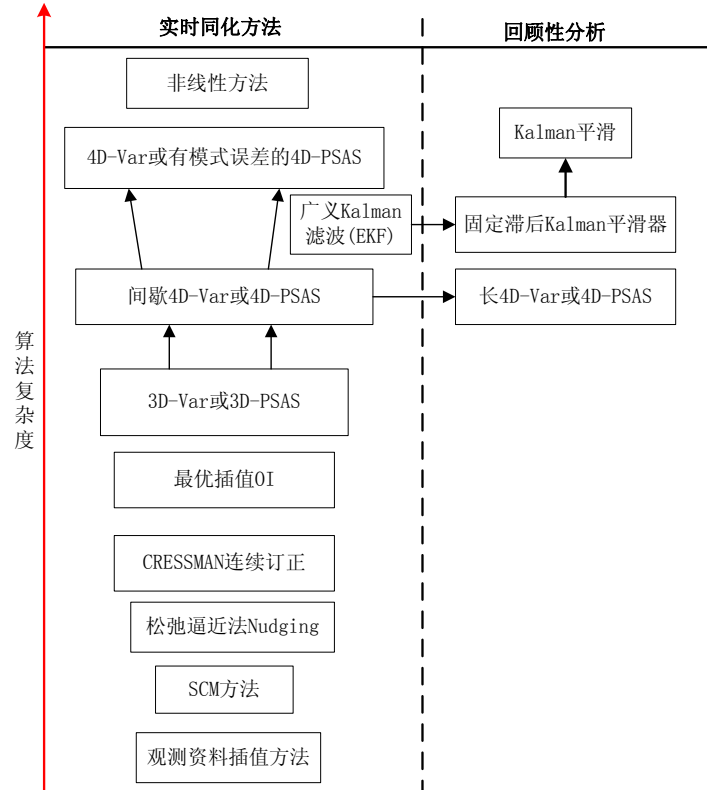 实时同化方法
回顾性分析
非线性方法
Kalman平滑
4D-Var或有模式误差的4D-PSAS
广义Kalman
滤波(EKF)
固定滞后Kalman平滑器
间歇4D-Var或4D-PSAS
长4D-Var或4D-PSAS
算法复杂度
3D-Var或3D-PSAS
最优插值OI
CRESSMAN连续订正
松弛逼近法Nudging
SCM方法
观测资料插值方法